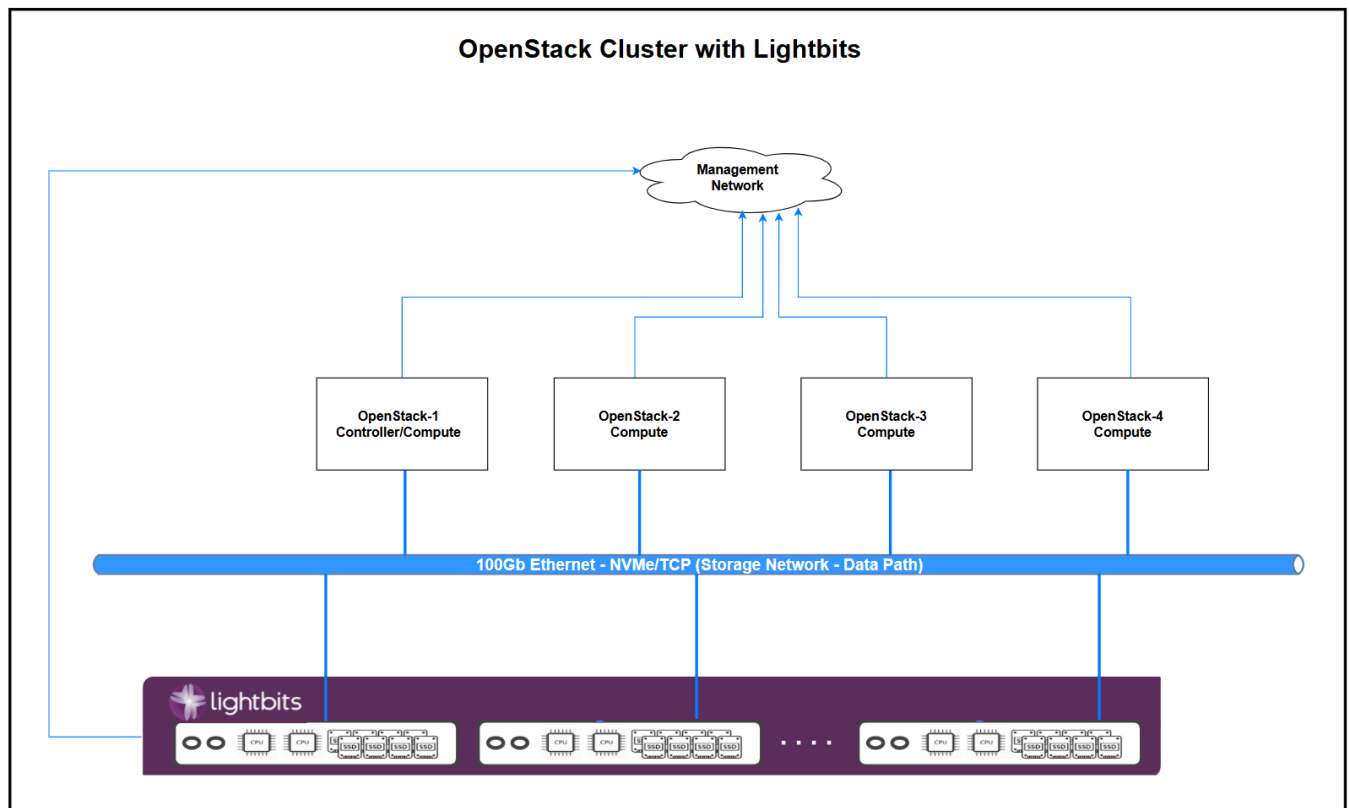 OpenStack Cluster with Lightbits
Management
Network
OpenStack-1
Controller/Compute
OpenStack-2
Compute
OpenStack-3
Compute
OpenStack-4
Compute
100Gb Ethernet - NVMe/TCP (Storage Network - Data Path)
lightbits
CPU CPU SSD SSD SSD SSD
CPU CPU SSD SSD SSD SSD
. . . .
CPU CPU SSD SSD SSD SSD